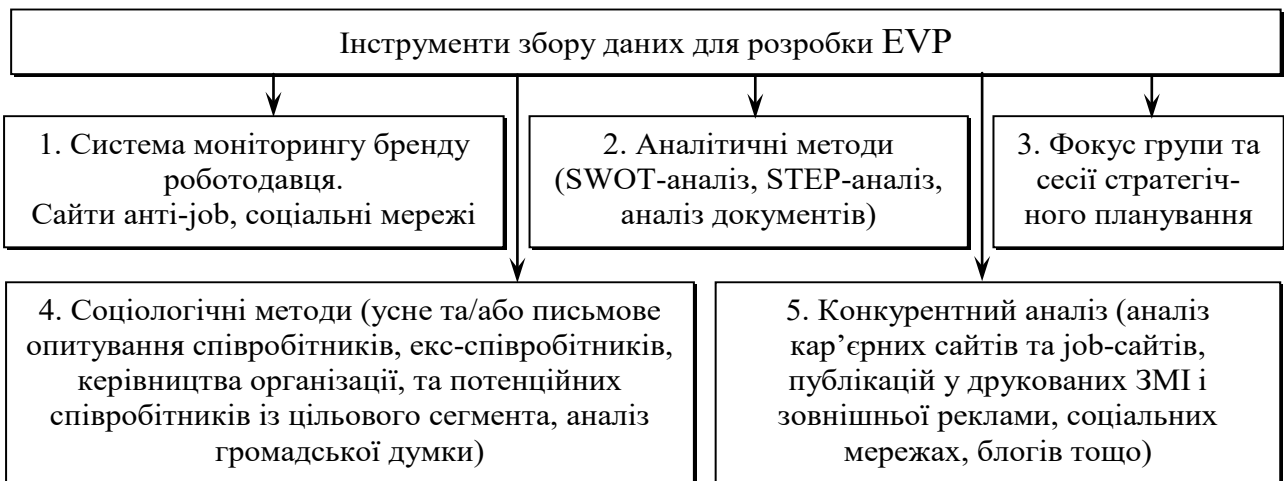 Інструменти збору даних для розробки EVP
1. Система моніторингу бренду
роботодавця.
Сайти анті-job, соціальні мережі
2. Аналітичні методи
(SWOT-аналіз, STEP-аналіз,
аналіз документів)
3. Фокус групи та
сесії стратегіч-
ного планування
4. Соціологічні методи (усне та/або письмове
опитування співробітників, екс-співробітників,
керівництва організації, та потенційних
співробітників із цільового сегмента, аналіз
громадської думки)
5. Конкурентний аналіз (аналіз
кар’єрних сайтів та job-сайтів,
публікацій у друкованих ЗМІ і
зовнішньої реклами, соціальних
мережах, блогів тощо)